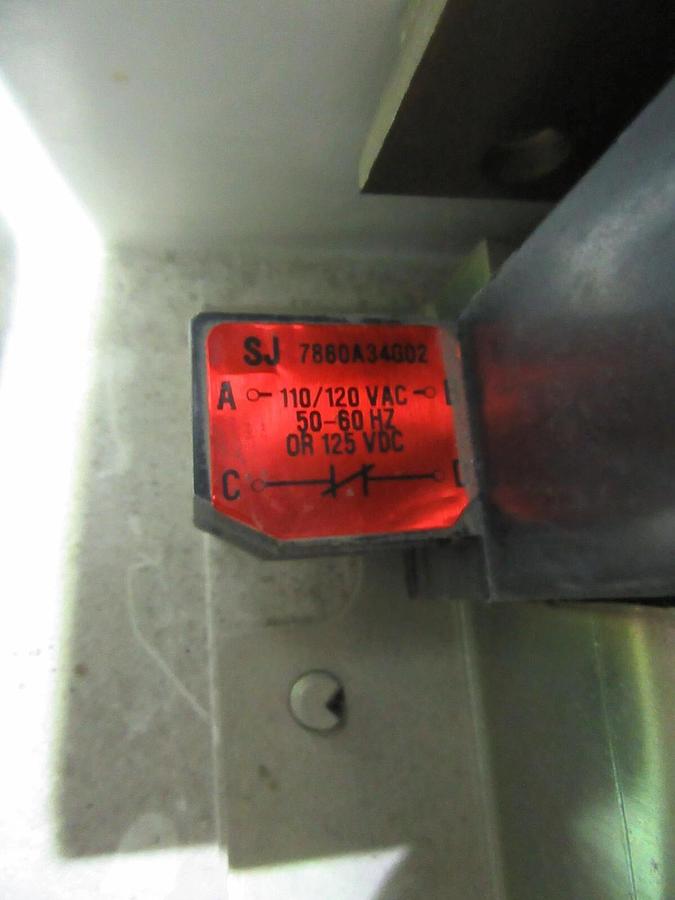 SJ 7860A34G02
A 110/120 VAC
50-60 HZ
OR 125 VDC
C